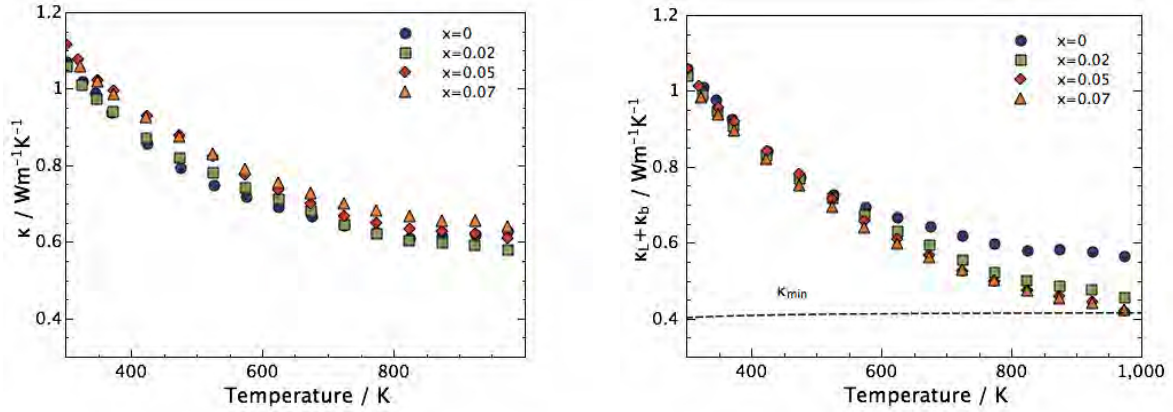 1.2
1
0.8
0.6
0.4
κ / Wm⁻¹K⁻¹
x=0
x=0.02
x=0.05
x=0.07
400
600
800
Temperature / K
1.2
1
0.8
0.6
0.4
κL+κb / Wm⁻¹K⁻¹
x=0
x=0.02
x=0.05
x=0.07
κmin
400
600
800
1,000
Temperature / K